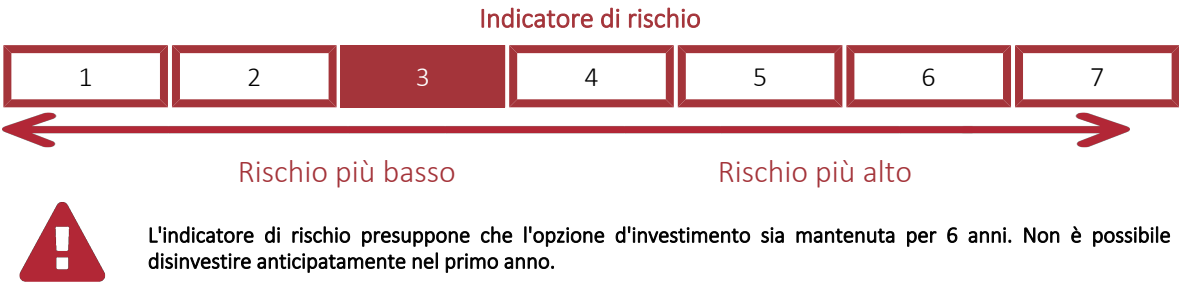 Indicatore di rischio
1 2 3 4 5 6 7
Rischio più basso Rischio più alto
L'indicatore di rischio presuppone che l'opzione d'investimento sia mantenuta per 6 anni. Non è possibile
disinvestire anticipatamente nel primo anno.